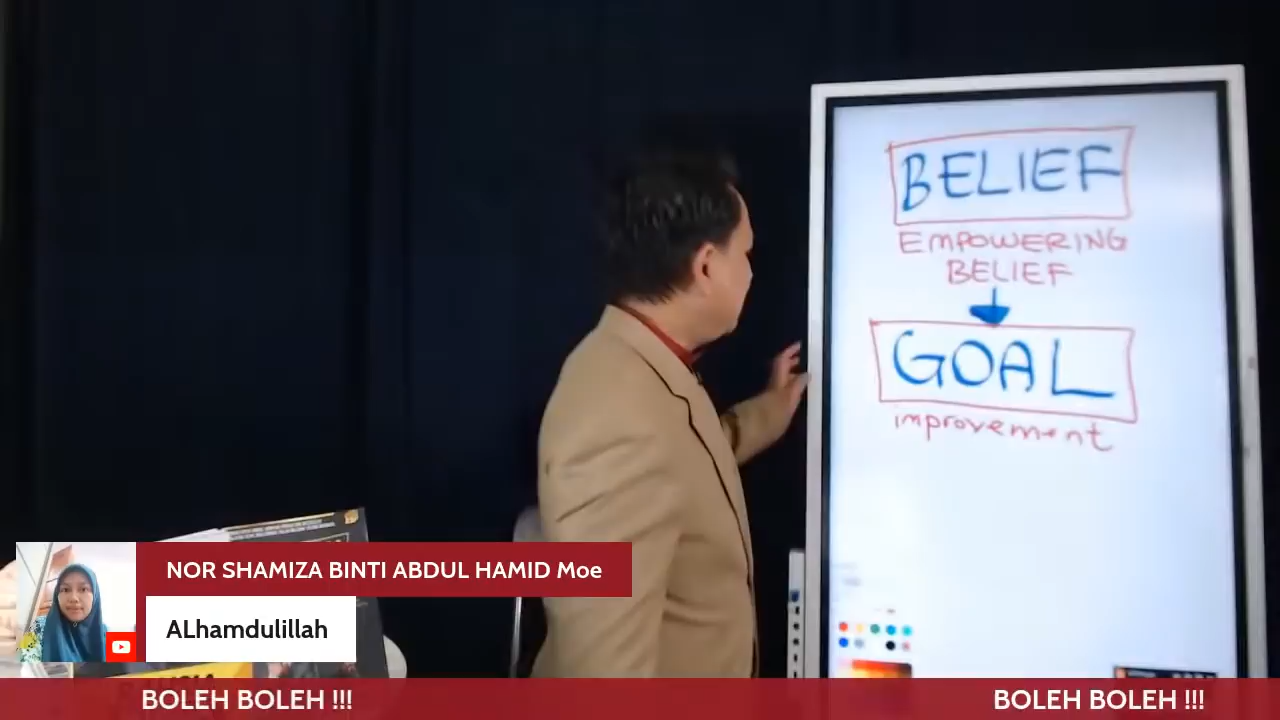 BELIEF
EMPOWERING
BELIEF
GOAL
improvement
NOR SHAMIZA BINTI ABDUL HAMID Moe
ALhamdulillah
BOLEH BOLEH !!!
BOLEH BOLEH !!!